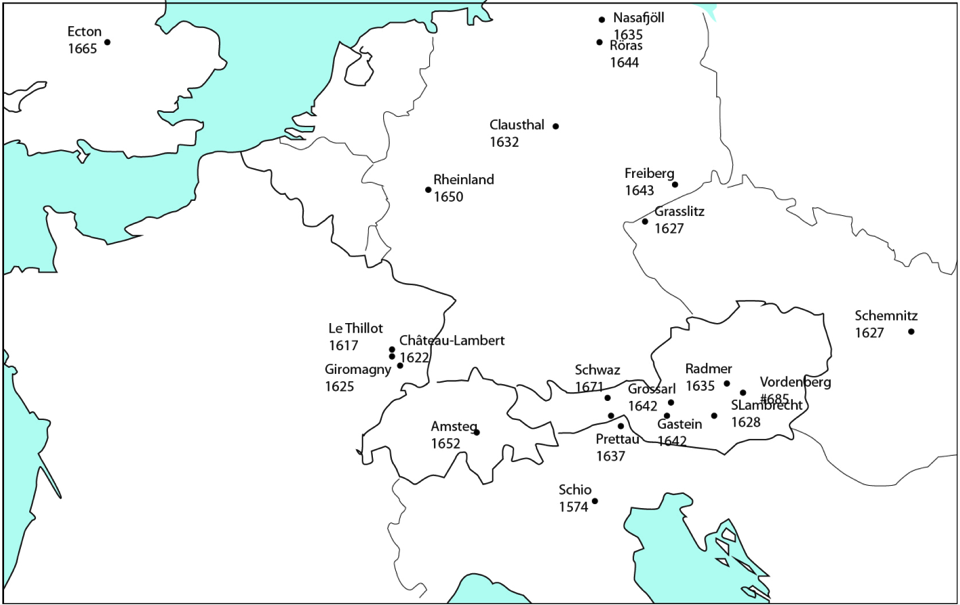 Nasafjöll
1635
Ecton
1665
Röras
1644
Clausthal
1632
Freiberg
1643
Rheinland
1650
Grasslitz
1627
Schemnitz
1627
Le Thillot
1617
Château-Lambert
1622
Giromagny
1625
Schwaz
1671
Radmer
1635
Grossarl
1642
Vordenberg
#685
SLambrecht
1628
Amsteg
1652
Gastein
1642
Prettau
1637
Schio
1574